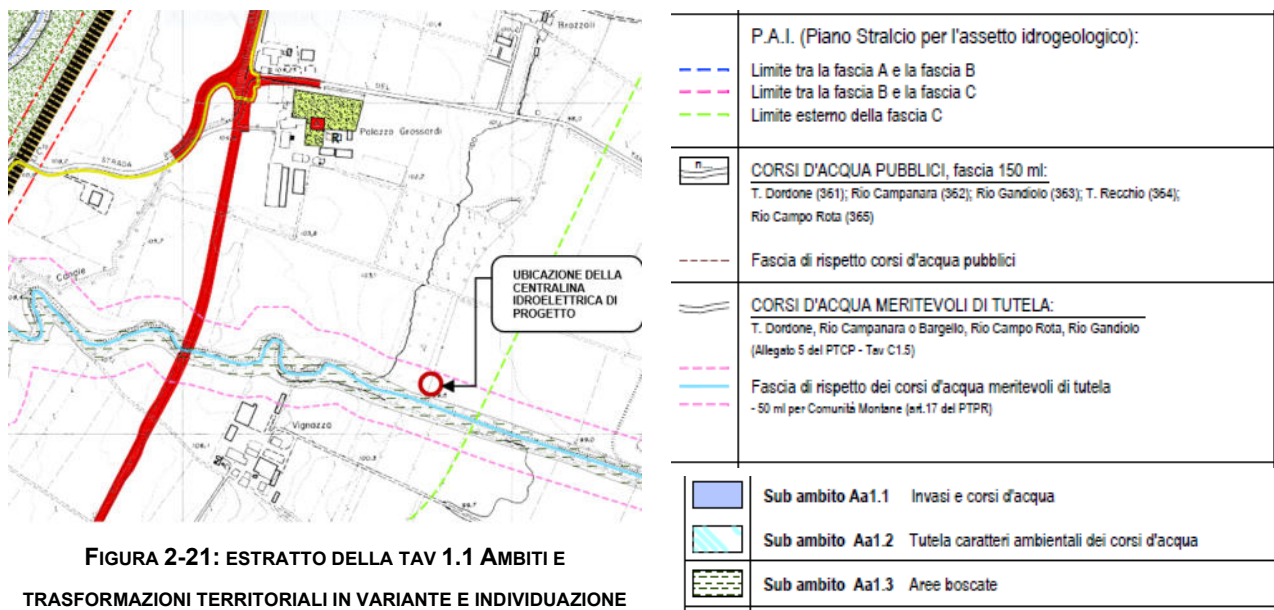 Brozzoli
DEL
Palazzo Grossardi
R
STRADA
Canale
UBICAZIONE DELLA
CENTRALINA
IDROELETTRICA DI
PROGETTO
Vignazza
FIGURA 2-21: ESTRATTO DELLA TAV 1.1 AMBITI E
TRASFORMAZIONI TERRITORIALI IN VARIANTE E INDIVIDUAZIONE
P.A.I. (Piano Stralcio per l'assetto idrogeologico):
Limite tra la fascia A e la fascia B
Limite tra la fascia B e la fascia C
Limite esterno della fascia C
CORSI D'ACQUA PUBBLICI, fascia 150 ml:
T. Dordone (361); Rio Campanara (362); Rio Gandiolo (363); T. Recchio (364);
Rio Campo Rota (365)
Fascia di rispetto corsi d'acqua pubblici
CORSI D'ACQUA MERITEVOLI DI TUTELA:
T. Dordone, Rio Campanara o Bargello, Rio Campo Rota, Rio Gandiolo
(Allegato 5 del PTCP - Tav C1.5)
Fascia di rispetto dei corsi d'acqua meritevoli di tutela
- 50 ml per Comunità Montane (art.17 del PTPR)
Sub ambito Aa1.1 Invasi e corsi d'acqua
Sub ambito Aa1.2 Tutela caratteri ambientali dei corsi d'acqua
Sub ambito Aa1.3 Aree boscate